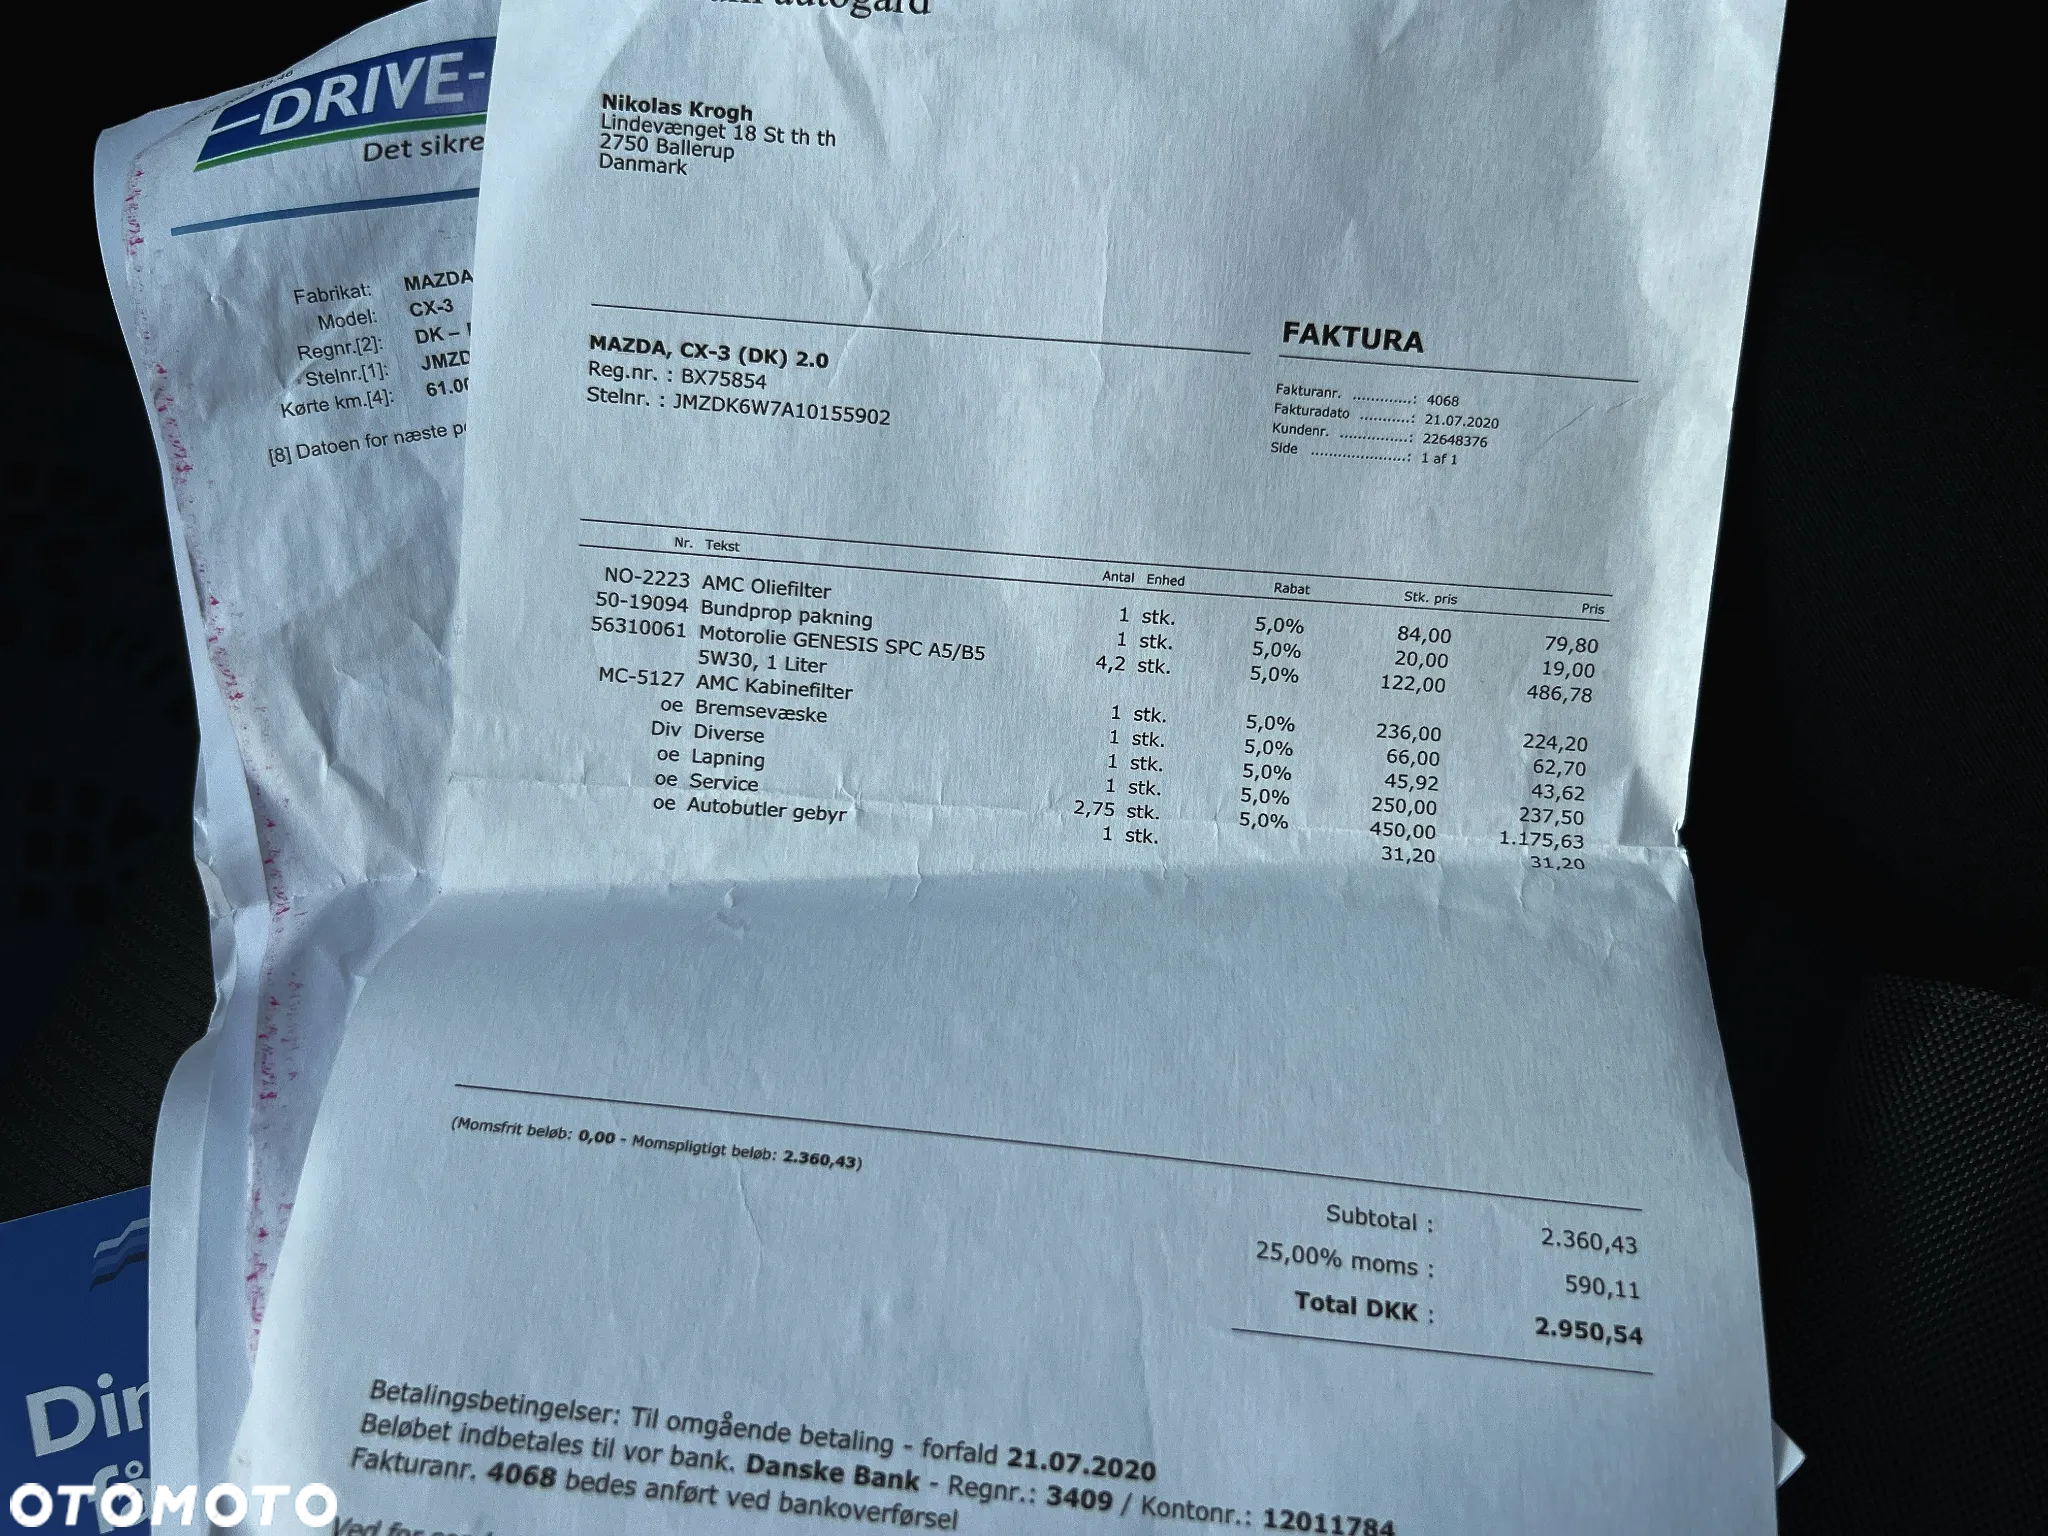 autogård
DRIVE-
Det sikre
Nikolas Krogh
Lindevænget 18 St th th
2750 Ballerup
Danmark
Fabrikat: MAZDA
Model: CX-3
Regnr.[2]: DK –
Stelnr.[1]: JMZD
Kørte km.[4]: 61.00
[8] Datoen for næste
MAZDA, CX-3 (DK) 2.0
Reg.nr. : BX75854
Stelnr. : JMZDK6W7A10155902
FAKTURA
Fakturanr. .............: 4068
Fakturadato ...........: 21.07.2020
Kundenr. ...............: 22648376
Side .....................: 1 af 1
Nr. Tekst Antal Enhed Rabat Stk. pris Pris
NO-2223 AMC Oliefilter 1 stk. 5,0% 84,00 79,80
50-19094 Bundprop pakning 1 stk. 5,0% 20,00 19,00
56310061 Motorolie GENESIS SPC A5/B5 4,2 stk. 5,0% 122,00 486,78
5W30, 1 Liter
MC-5127 AMC Kabinefilter 1 stk. 5,0% 236,00 224,20
oe Bremsevæske 1 stk. 5,0% 66,00 62,70
Div Diverse 1 stk. 5,0% 45,92 43,62
oe Lapning 1 stk. 5,0% 250,00 237,50
oe Service 2,75 stk. 5,0% 450,00 1.175,63
oe Autobutler gebyr 1 stk. 31,20 31,20
(Momsfrit beløb: 0,00 - Momspligtigt beløb: 2.360,43)
Subtotal : 2.360,43
25,00% moms : 590,11
Total DKK : 2.950,54
Betalingsbetingelser: Til omgående betaling - forfald 21.07.2020
Beløbet indbetales til vor bank. Danske Bank - Regnr.: 3409 / Kontonr.: 12011784
Fakturanr. 4068 bedes anført ved bankoverførsel
Ved for
Din
få
OTOMOTO